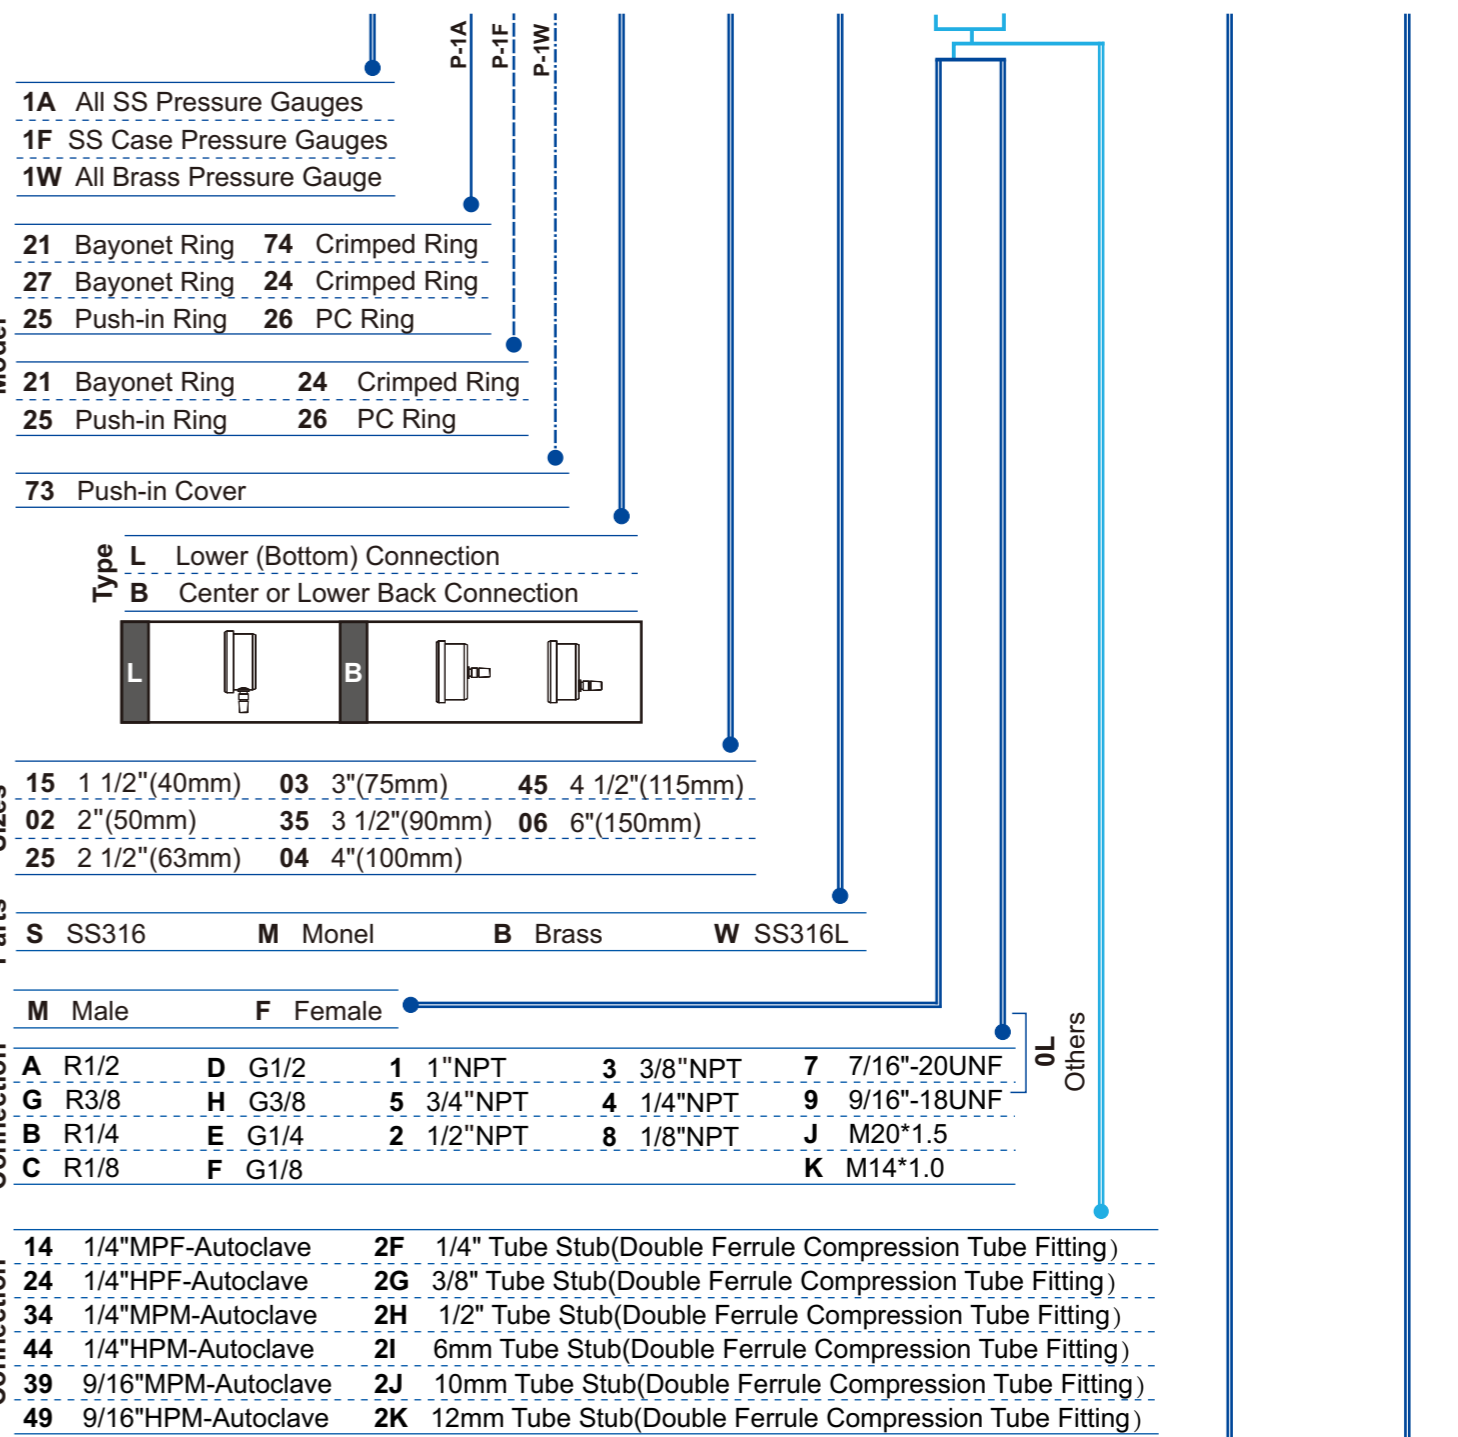 P-1A P-1F P-1W
1A All SS Pressure Gauges
1F SS Case Pressure Gauges
1W All Brass Pressure Gauge
21 Bayonet Ring 74 Crimped Ring
27 Bayonet Ring 24 Crimped Ring
25 Push-in Ring 26 PC Ring
21 Bayonet Ring 24 Crimped Ring
25 Push-in Ring 26 PC Ring
73 Push-in Cover
Type
L Lower (Bottom) Connection
B Center or Lower Back Connection
L B
15 1 1/2"(40mm) 03 3"(75mm) 45 4 1/2"(115mm)
02 2"(50mm) 35 3 1/2"(90mm) 06 6"(150mm)
25 2 1/2"(63mm) 04 4"(100mm)
S SS316 M Monel B Brass W SS316L
M Male F Female
A R1/2 D G1/2 1 1"NPT 3 3/8"NPT 7 7/16"-20UNF
G R3/8 H G3/8 5 3/4"NPT 4 1/4"NPT 9 9/16"-18UNF
B R1/4 E G1/4 2 1/2"NPT 8 1/8"NPT J M20*1.5
C R1/8 F G1/8 K M14*1.0
0L
Others
14 1/4"MPF-Autoclave 2F 1/4" Tube Stub(Double Ferrule Compression Tube Fitting)
24 1/4"HPF-Autoclave 2G 3/8" Tube Stub(Double Ferrule Compression Tube Fitting)
34 1/4"MPM-Autoclave 2H 1/2" Tube Stub(Double Ferrule Compression Tube Fitting)
44 1/4"HPM-Autoclave 2I 6mm Tube Stub(Double Ferrule Compression Tube Fitting)
39 9/16"MPM-Autoclave 2J 10mm Tube Stub(Double Ferrule Compression Tube Fitting)
49 9/16"HPM-Autoclave 2K 12mm Tube Stub(Double Ferrule Compression Tube Fitting)